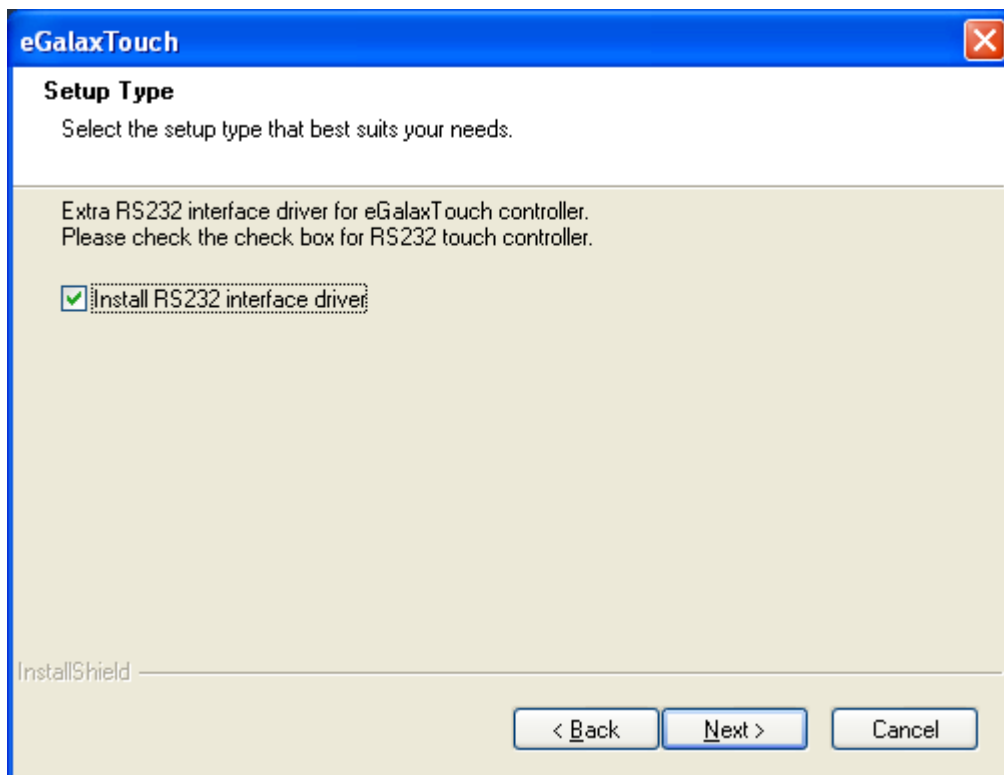 eGalaxTouch
Setup Type
Select the setup type that best suits your needs.
Extra RS232 interface driver for eGalaxTouch controller.
Please check the check box for RS232 touch controller.
Install RS232 interface driver
InstallShield
< Back
Next >
Cancel